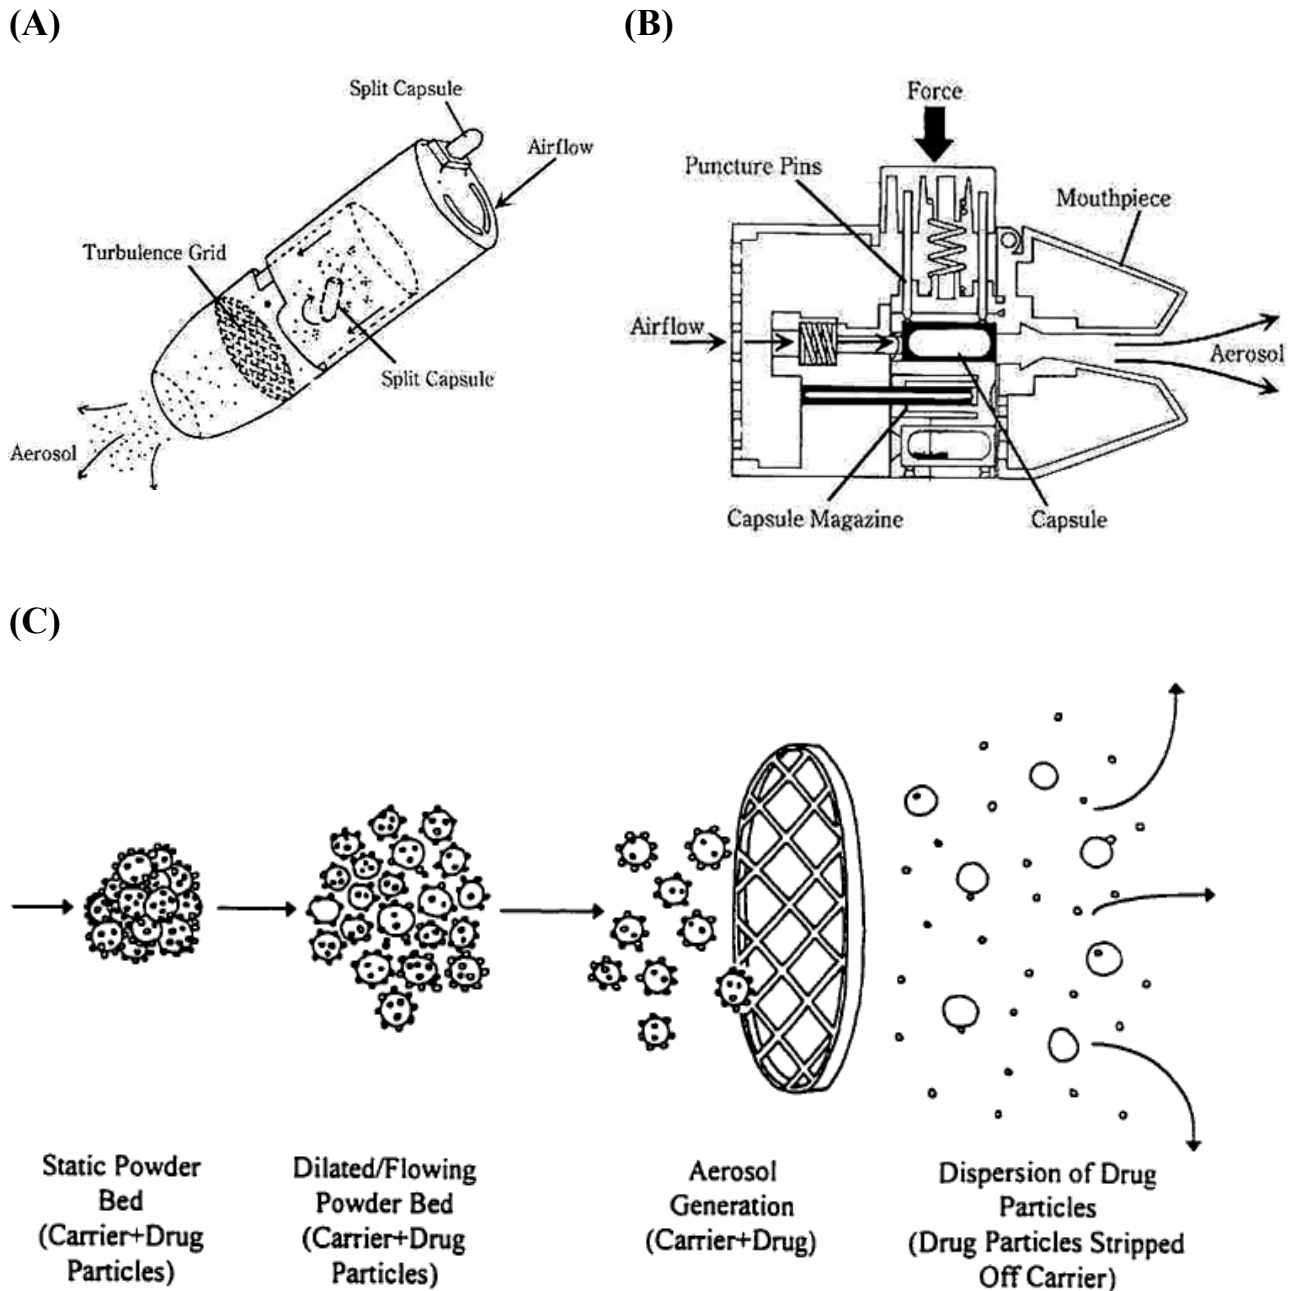 (A)
Split Capsule
Airflow
Turbulence Grid
Split Capsule
Aerosol
(B)
Force
Puncture Pins
Mouthpiece
Airflow
Aerosol
Capsule Magazine
Capsule
(C)
Static Powder
Bed
(Carrier+Drug
Particles)
Dilated/Flowing
Powder Bed
(Carrier+Drug
Particles)
Aerosol
Generation
(Carrier+Drug)
Dispersion of Drug
Particles
(Drug Particles Stripped
Off Carrier)